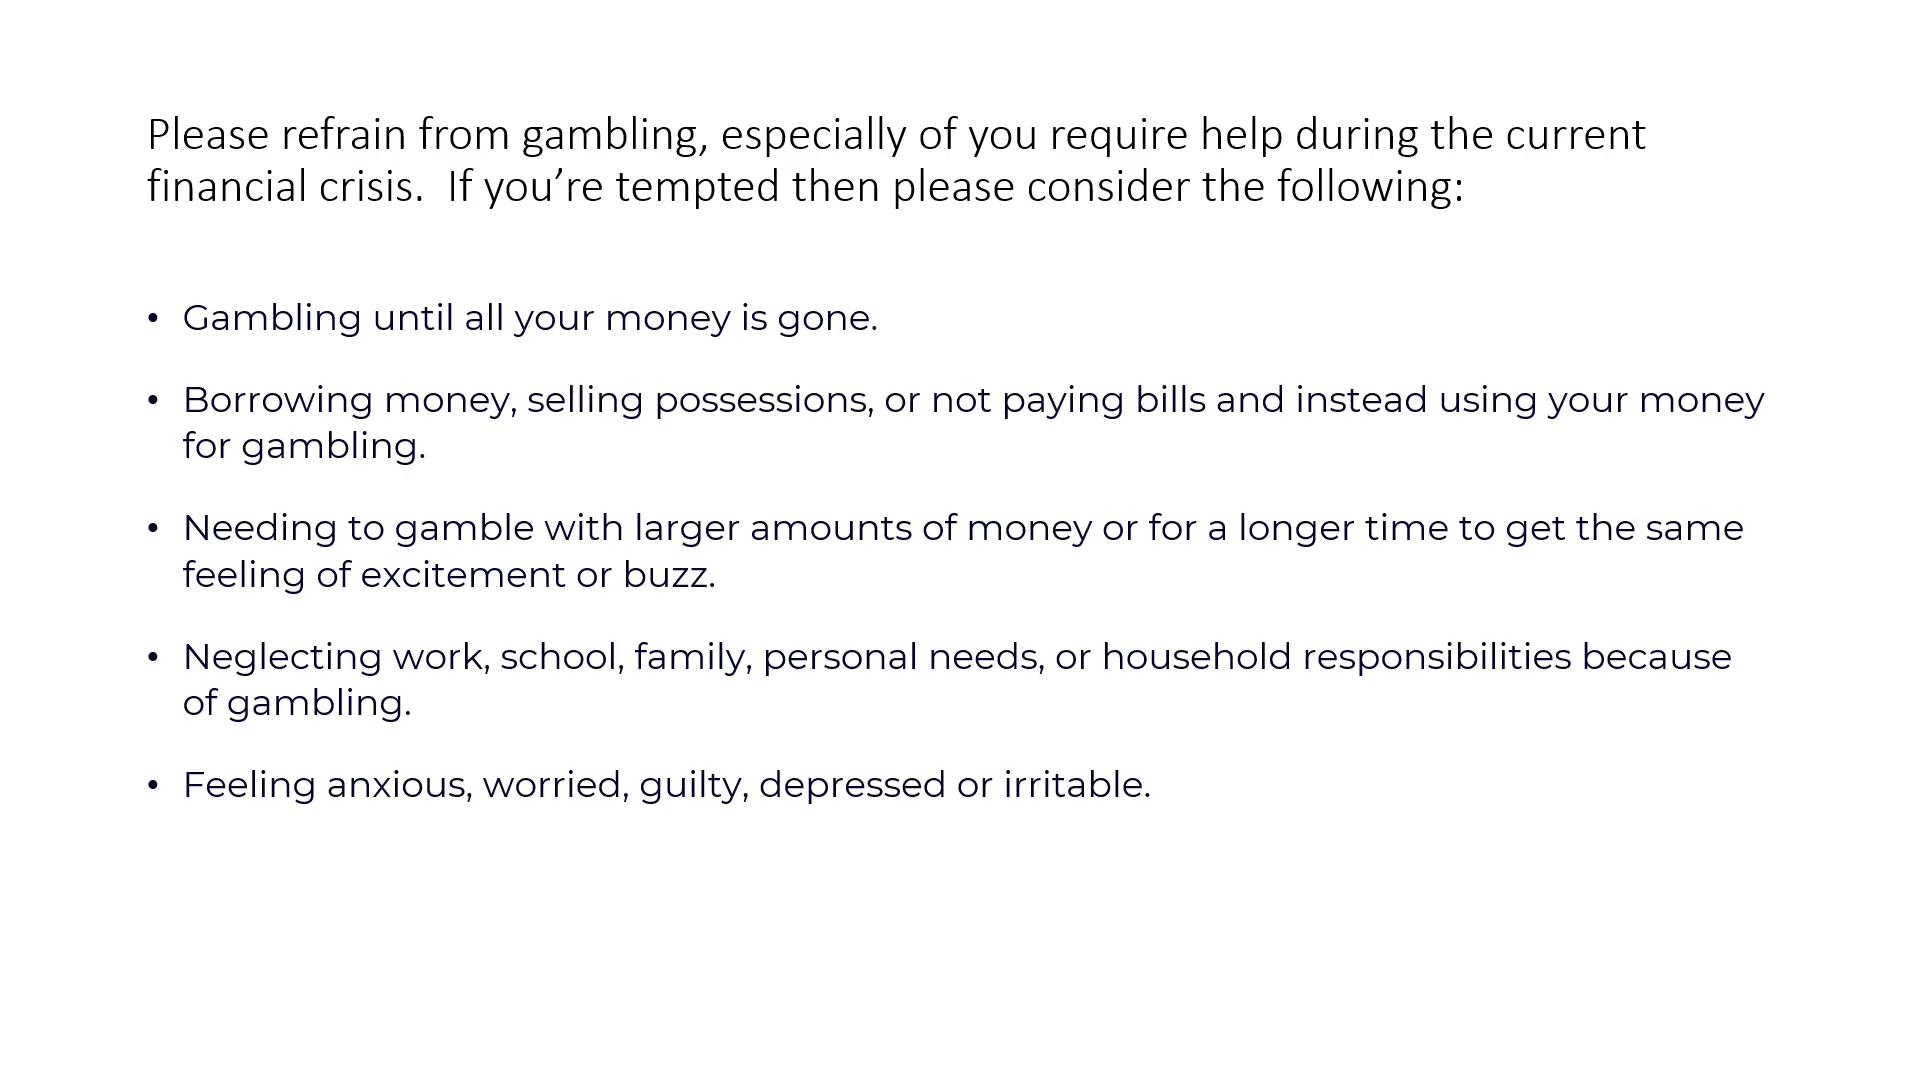 Please refrain from gambling, especially of you require help during the current
financial crisis.  If you’re tempted then please consider the following:
• Gambling until all your money is gone.
• Borrowing money, selling possessions, or not paying bills and instead using your money
for gambling.
• Needing to gamble with larger amounts of money or for a longer time to get the same
feeling of excitement or buzz.
• Neglecting work, school, family, personal needs, or household responsibilities because
of gambling.
• Feeling anxious, worried, guilty, depressed or irritable.